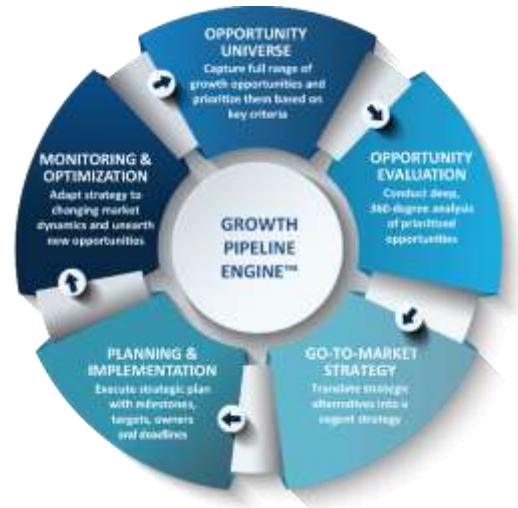 OPPORTUNITY
UNIVERSE
Capture full range of
growth opportunities and
prioritize them based on
key criteria
OPPORTUNITY
EVALUATION
Conduct deep,
360-degree analysis
of prioritized
opportunities
GO-TO-MARKET
STRATEGY
Translate strategic
alternatives into a
cogent strategy
PLANNING &
IMPLEMENTATION
Execute strategic plan
with milestones,
targets, owners
and deadlines
MONITORING &
OPTIMIZATION
Adapt strategy to
changing market
dynamics and unearth
new opportunities
GROWTH
PIPELINE
ENGINE™